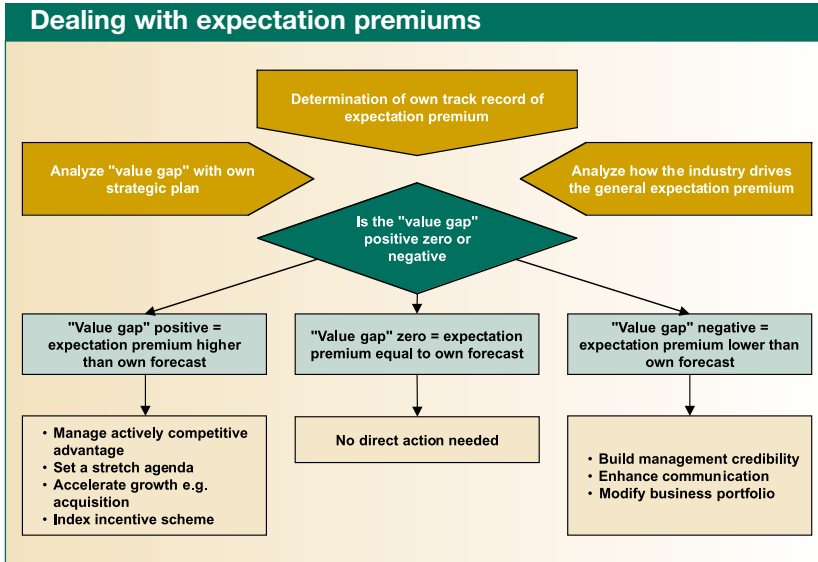 Dealing with expectation premiums
Determination of own track record of
expectation premium
Analyze "value gap" with own
strategic plan
Analyze how the industry drives
the general expectation premium
Is the "value gap"
positive zero or
negative
"Value gap" positive =
expectation premium higher
than own forecast
"Value gap" zero = expectation
premium equal to own forecast
"Value gap" negative =
expectation premium lower than
own forecast
• Manage actively competitive
advantage
• Set a stretch agenda
• Accelerate growth e.g.
acquisition
• Index incentive scheme
No direct action needed
• Build management credibility
• Enhance communication
• Modify business portfolio